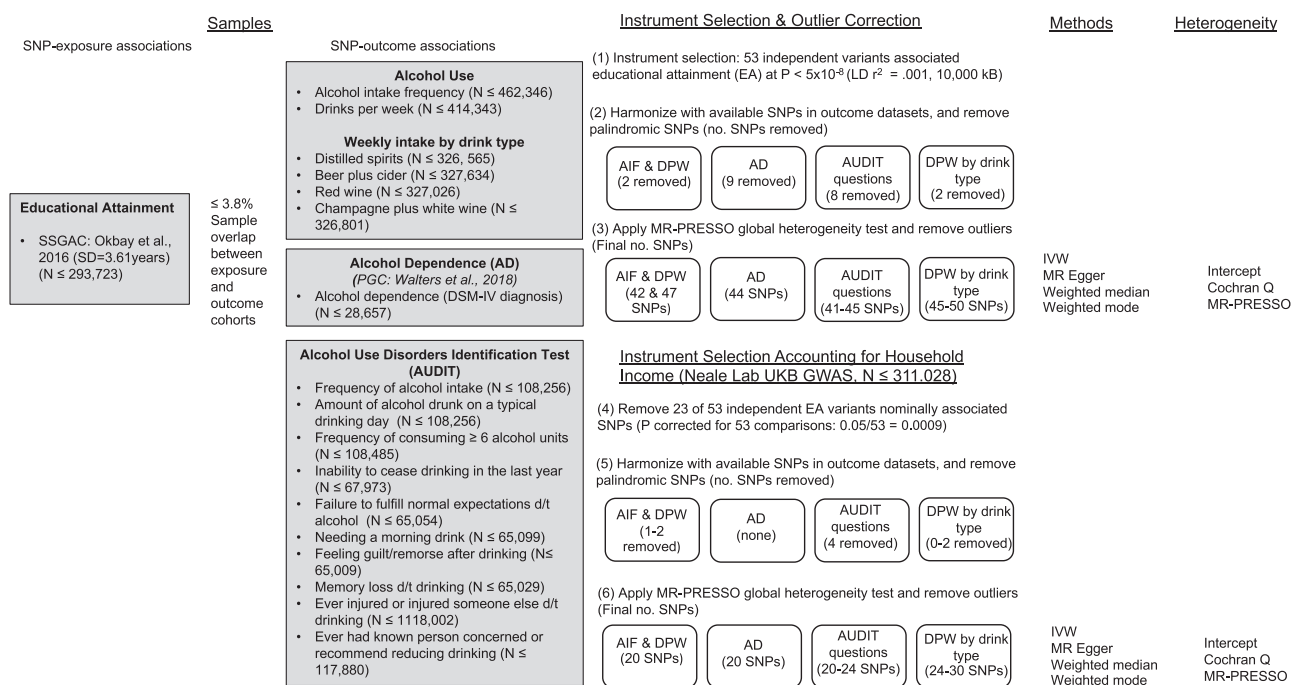 Samples
SNP-exposure associations
SNP-outcome associations
Educational Attainment
• SSGAC: Okbay et al.,
2016 (SD=3.61years)
(N ≤ 293,723)
≤ 3.8%
Sample
overlap
between
exposure
and
outcome
cohorts
Alcohol Use
• Alcohol intake frequency (N ≤ 462,346)
• Drinks per week (N ≤ 414,343)
Weekly intake by drink type
• Distilled spirits (N ≤ 326, 565)
• Beer plus cider (N ≤ 327,634)
• Red wine (N ≤ 327,026)
• Champagne plus white wine (N ≤
326,801)
Alcohol Dependence (AD)
(PGC: Walters et al., 2018)
• Alcohol dependence (DSM-IV diagnosis)
(N ≤ 28,657)
Alcohol Use Disorders Identification Test
(AUDIT)
• Frequency of alcohol intake (N ≤ 108,256)
• Amount of alcohol drunk on a typical
drinking day (N ≤ 108,256)
• Frequency of consuming ≥ 6 alcohol units
(N ≤ 108,485)
• Inability to cease drinking in the last year
(N ≤ 67,973)
• Failure to fulfill normal expectations d/t
alcohol (N ≤ 65,054)
• Needing a morning drink (N ≤ 65,099)
• Feeling guilt/remorse after drinking (N≤
65,009)
• Memory loss d/t drinking (N ≤ 65,029)
• Ever injured or injured someone else d/t
drinking (N ≤ 1118,002)
• Ever had known person concerned or
recommend reducing drinking (N ≤
117,880)
Instrument Selection & Outlier Correction
(1) Instrument selection: 53 independent variants associated
educational attainment (EA) at P < 5x10⁻⁸ (LD r² = .001, 10,000 kB)
(2) Harmonize with available SNPs in outcome datasets, and remove
palindromic SNPs (no. SNPs removed)
AIF & DPW
(2 removed)
AD
(9 removed)
AUDIT
questions
(8 removed)
DPW by drink
type
(2 removed)
(3) Apply MR-PRESSO global heterogeneity test and remove outliers
(Final no. SNPs)
AIF & DPW
(42 & 47
SNPs)
AD
(44 SNPs)
AUDIT
questions
(41-45 SNPs)
DPW by drink
type
(45-50 SNPs)
Instrument Selection Accounting for Household
Income (Neale Lab UKB GWAS, N ≤ 311.028)
(4) Remove 23 of 53 independent EA variants nominally associated
SNPs (P corrected for 53 comparisons: 0.05/53 = 0.0009)
(5) Harmonize with available SNPs in outcome datasets, and remove
palindromic SNPs (no. SNPs removed)
AIF & DPW
(1-2
removed)
AD
(none)
AUDIT
questions
(4 removed)
DPW by drink
type
(0-2 removed)
(6) Apply MR-PRESSO global heterogeneity test and remove outliers
(Final no. SNPs)
AIF & DPW
(20 SNPs)
AD
(20 SNPs)
AUDIT
questions
(20-24 SNPs)
DPW by drink
type
(24-30 SNPs)
Methods
IVW
MR Egger
Weighted median
Weighted mode
IVW
MR Egger
Weighted median
Weighted mode
Heterogeneity
Intercept
Cochran Q
MR-PRESSO
Intercept
Cochran Q
MR-PRESSO